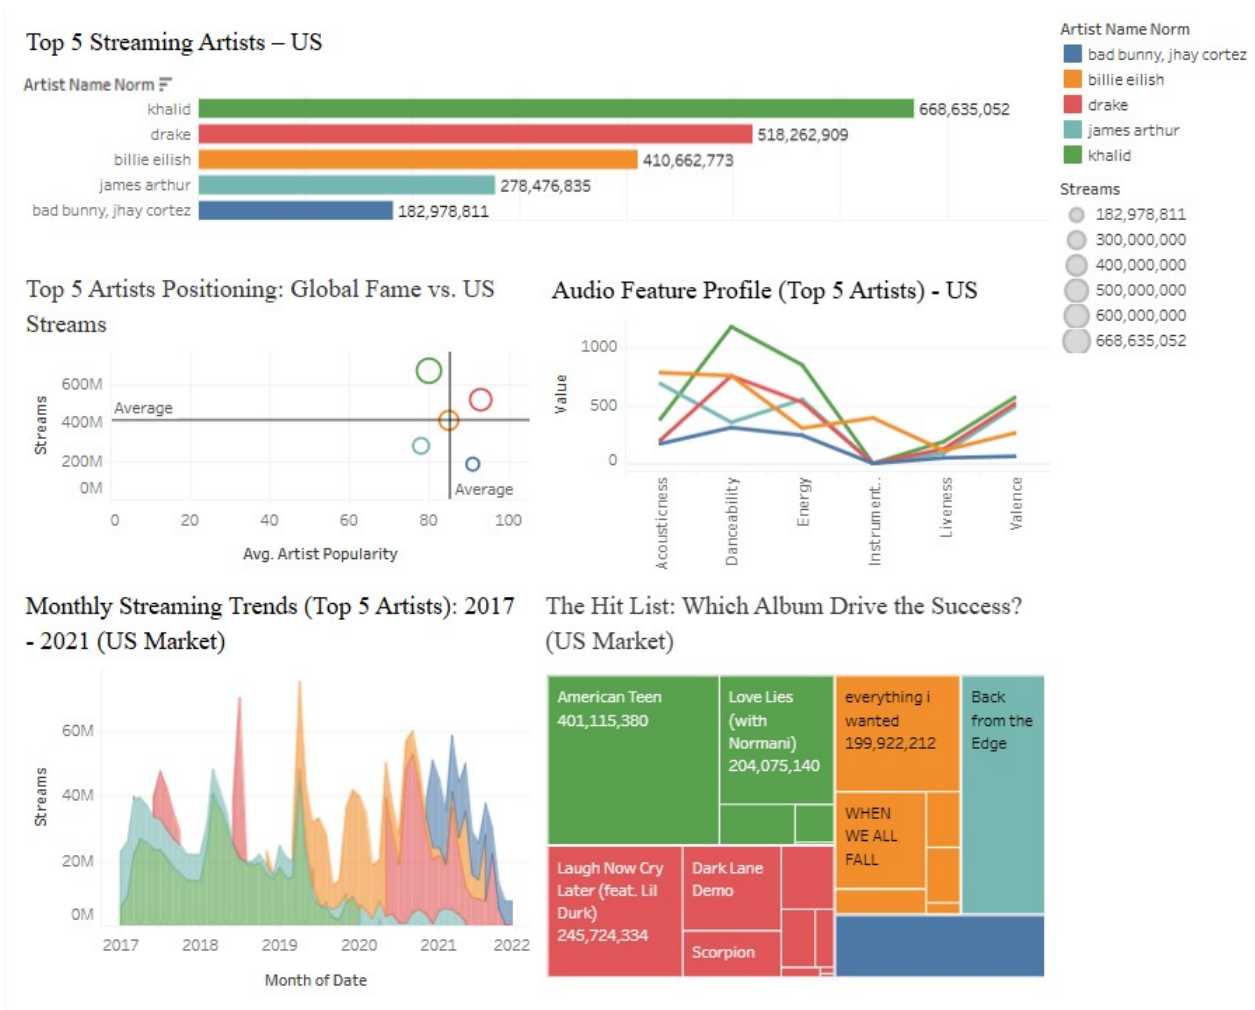 Top 5 Streaming Artists – US
Artist Name Norm
khalid
668,635,052
drake
518,262,909
billie eilish
410,662,773
james arthur
278,476,835
bad bunny, jhay cortez
182,978,811
Artist Name Norm
bad bunny, jhay cortez
billie eilish
drake
james arthur
khalid
Streams
182,978,811
300,000,000
400,000,000
500,000,000
600,000,000
668,635,052
Top 5 Artists Positioning: Global Fame vs. US
Streams
Streams
600M
400M
200M
0M
Average
Average
0
20
40
60
80
100
Avg. Artist Popularity
Audio Feature Profile (Top 5 Artists) - US
Value
1000
500
0
Acousticness
Danceability
Energy
Instrument..
Liveness
Valence
Monthly Streaming Trends (Top 5 Artists): 2017
- 2021 (US Market)
Streams
60M
40M
20M
0M
2017
2018
2019
2020
2021
2022
Month of Date
The Hit List: Which Album Drive the Success?
(US Market)
American Teen
401,115,380
Love Lies
(with
Normani)
204,075,140
everything i
wanted
199,922,212
Back
from the
Edge
WHEN
WE ALL
FALL
Laugh Now Cry
Later (feat. Lil
Durk)
245,724,334
Dark Lane
Demo
Scorpion